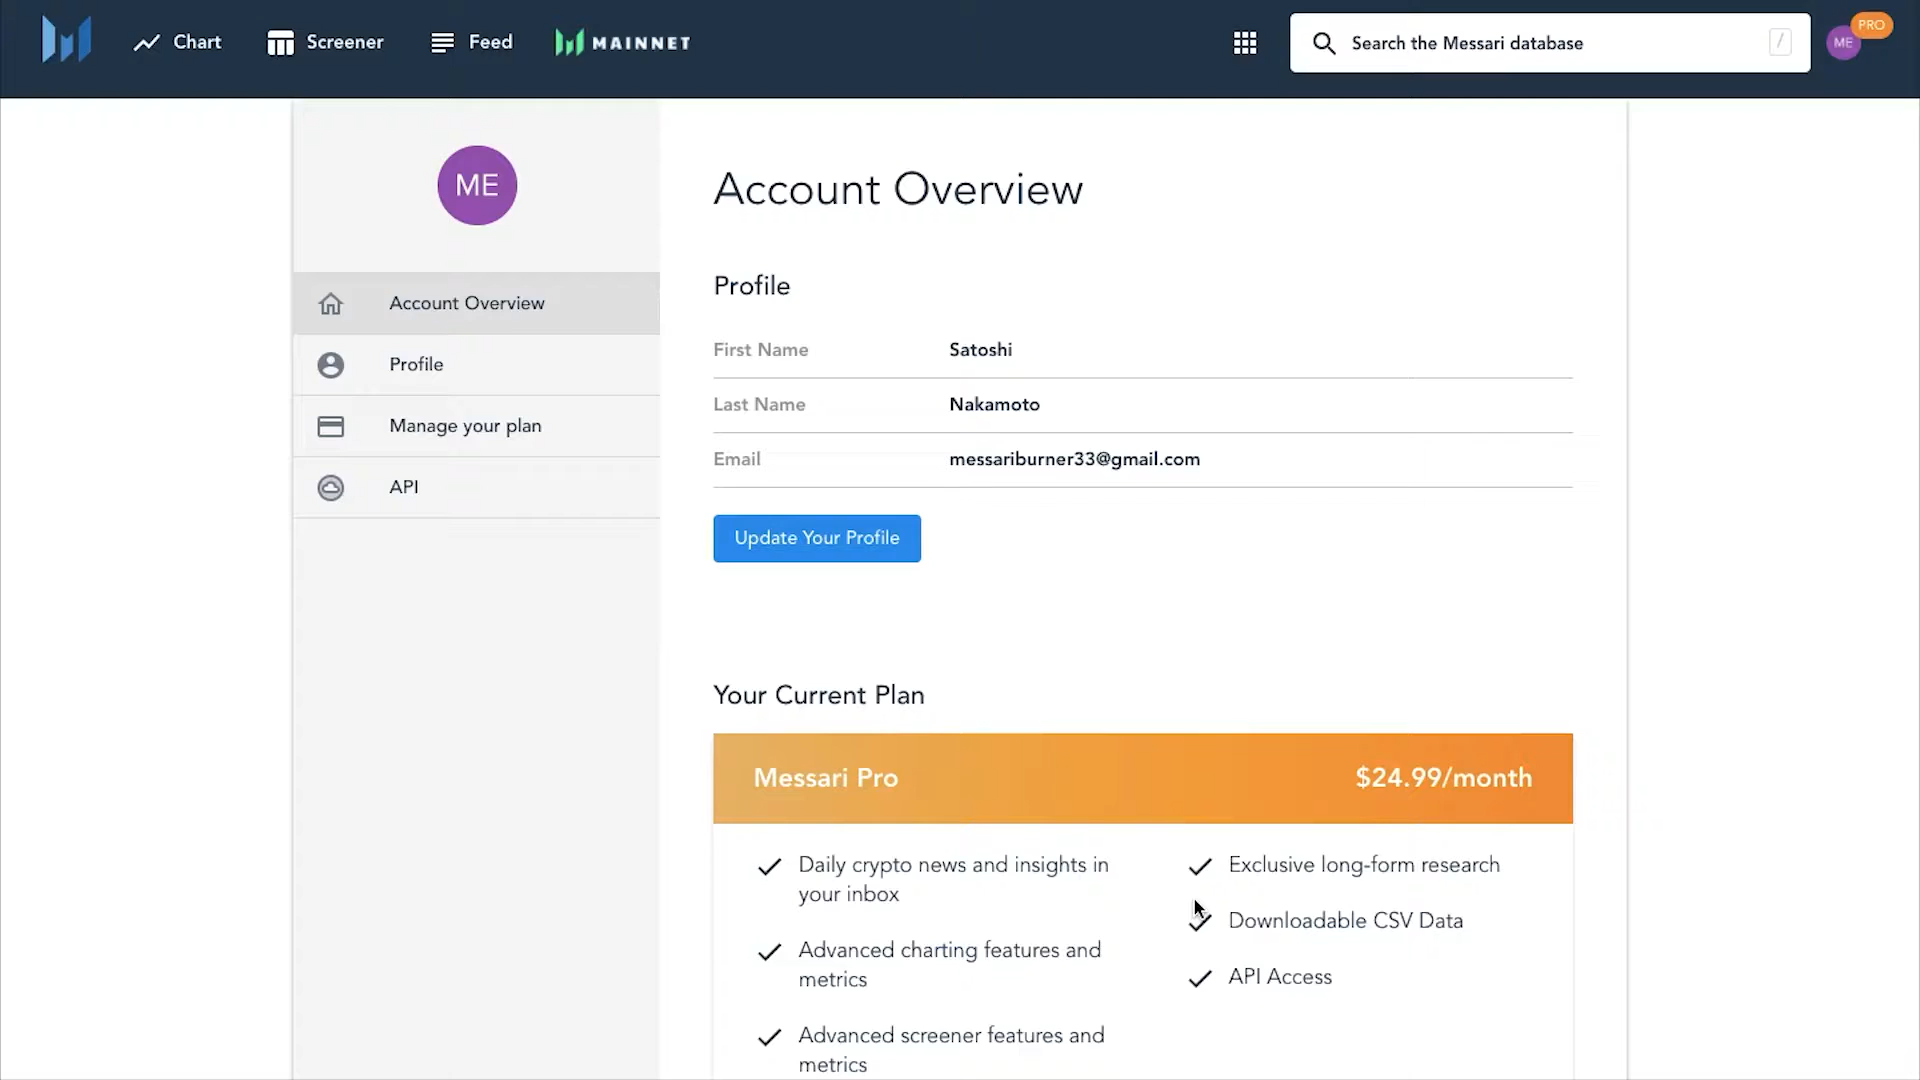 Chart
Screener
Feed
MAINNET
Search the Messari database
/
ME
PRO
ME
Account Overview
Profile
Manage your plan
API
Account Overview
Profile
First Name Satoshi
Last Name Nakamoto
Email messariburner33@gmail.com
Update Your Profile
Your Current Plan
Messari Pro $24.99/month
Daily crypto news and insights in
your inbox
Advanced charting features and
metrics
Advanced screener features and
metrics
Exclusive long-form research
Downloadable CSV Data
API Access